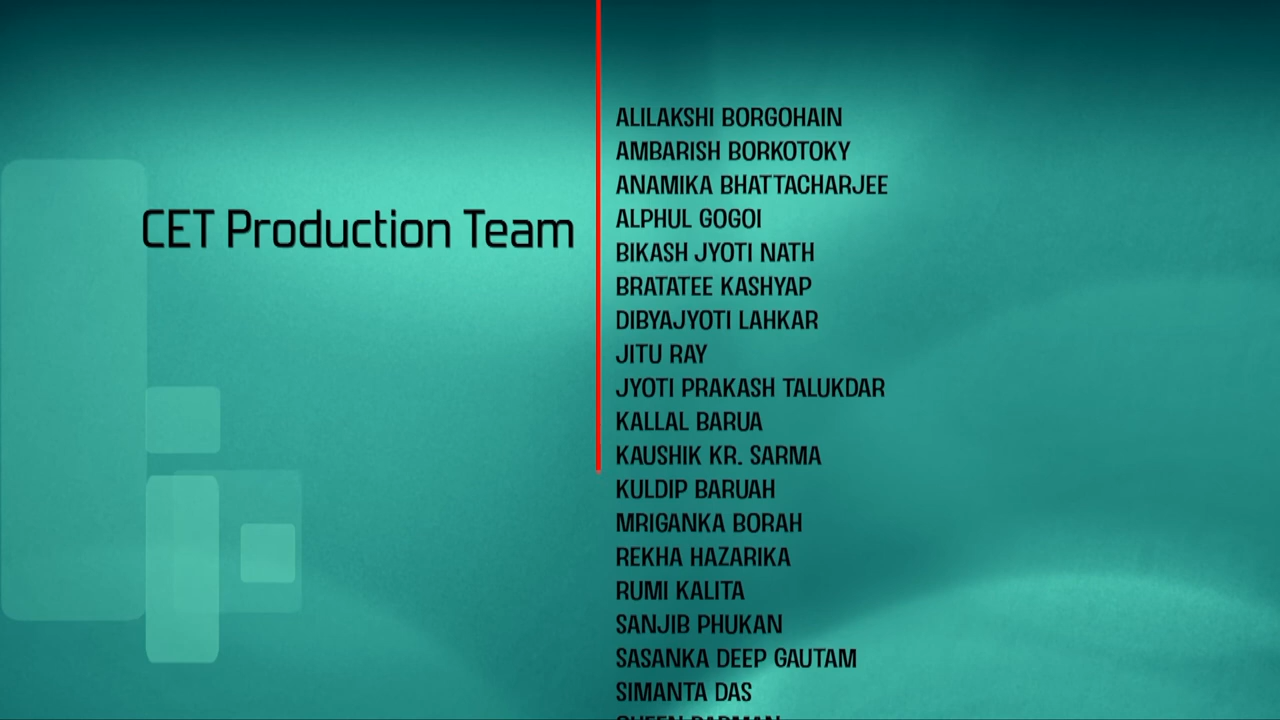 CET Production Team
ALILAKSHI BORGOHAIN
AMBARISH BORKOTOKY
ANAMIKA BHATTACHARJEE
ALPHUL GOGOI
BIKASH JYOTI NATH
BRATATEE KASHYAP
DIBYAJYOTI LAHKAR
JITU RAY
JYOTI PRAKASH TALUKDAR
KALLAL BARUA
KAUSHIK KR. SARMA
KULDIP BARUAH
MRIGANKA BORAH
REKHA HAZARIKA
RUMI KALITA
SANJIB PHUKAN
SASANKA DEEP GAUTAM
SIMANTA DAS